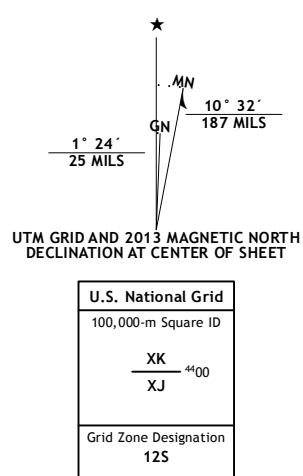 ★
MN
GN
10° 32´
187 MILS
1° 24´
25 MILS
UTM GRID AND 2013 MAGNETIC NORTH
DECLINATION AT CENTER OF SHEET
U.S. National Grid
100,000-m Square ID
XK
4400
XJ
Grid Zone Designation
12S